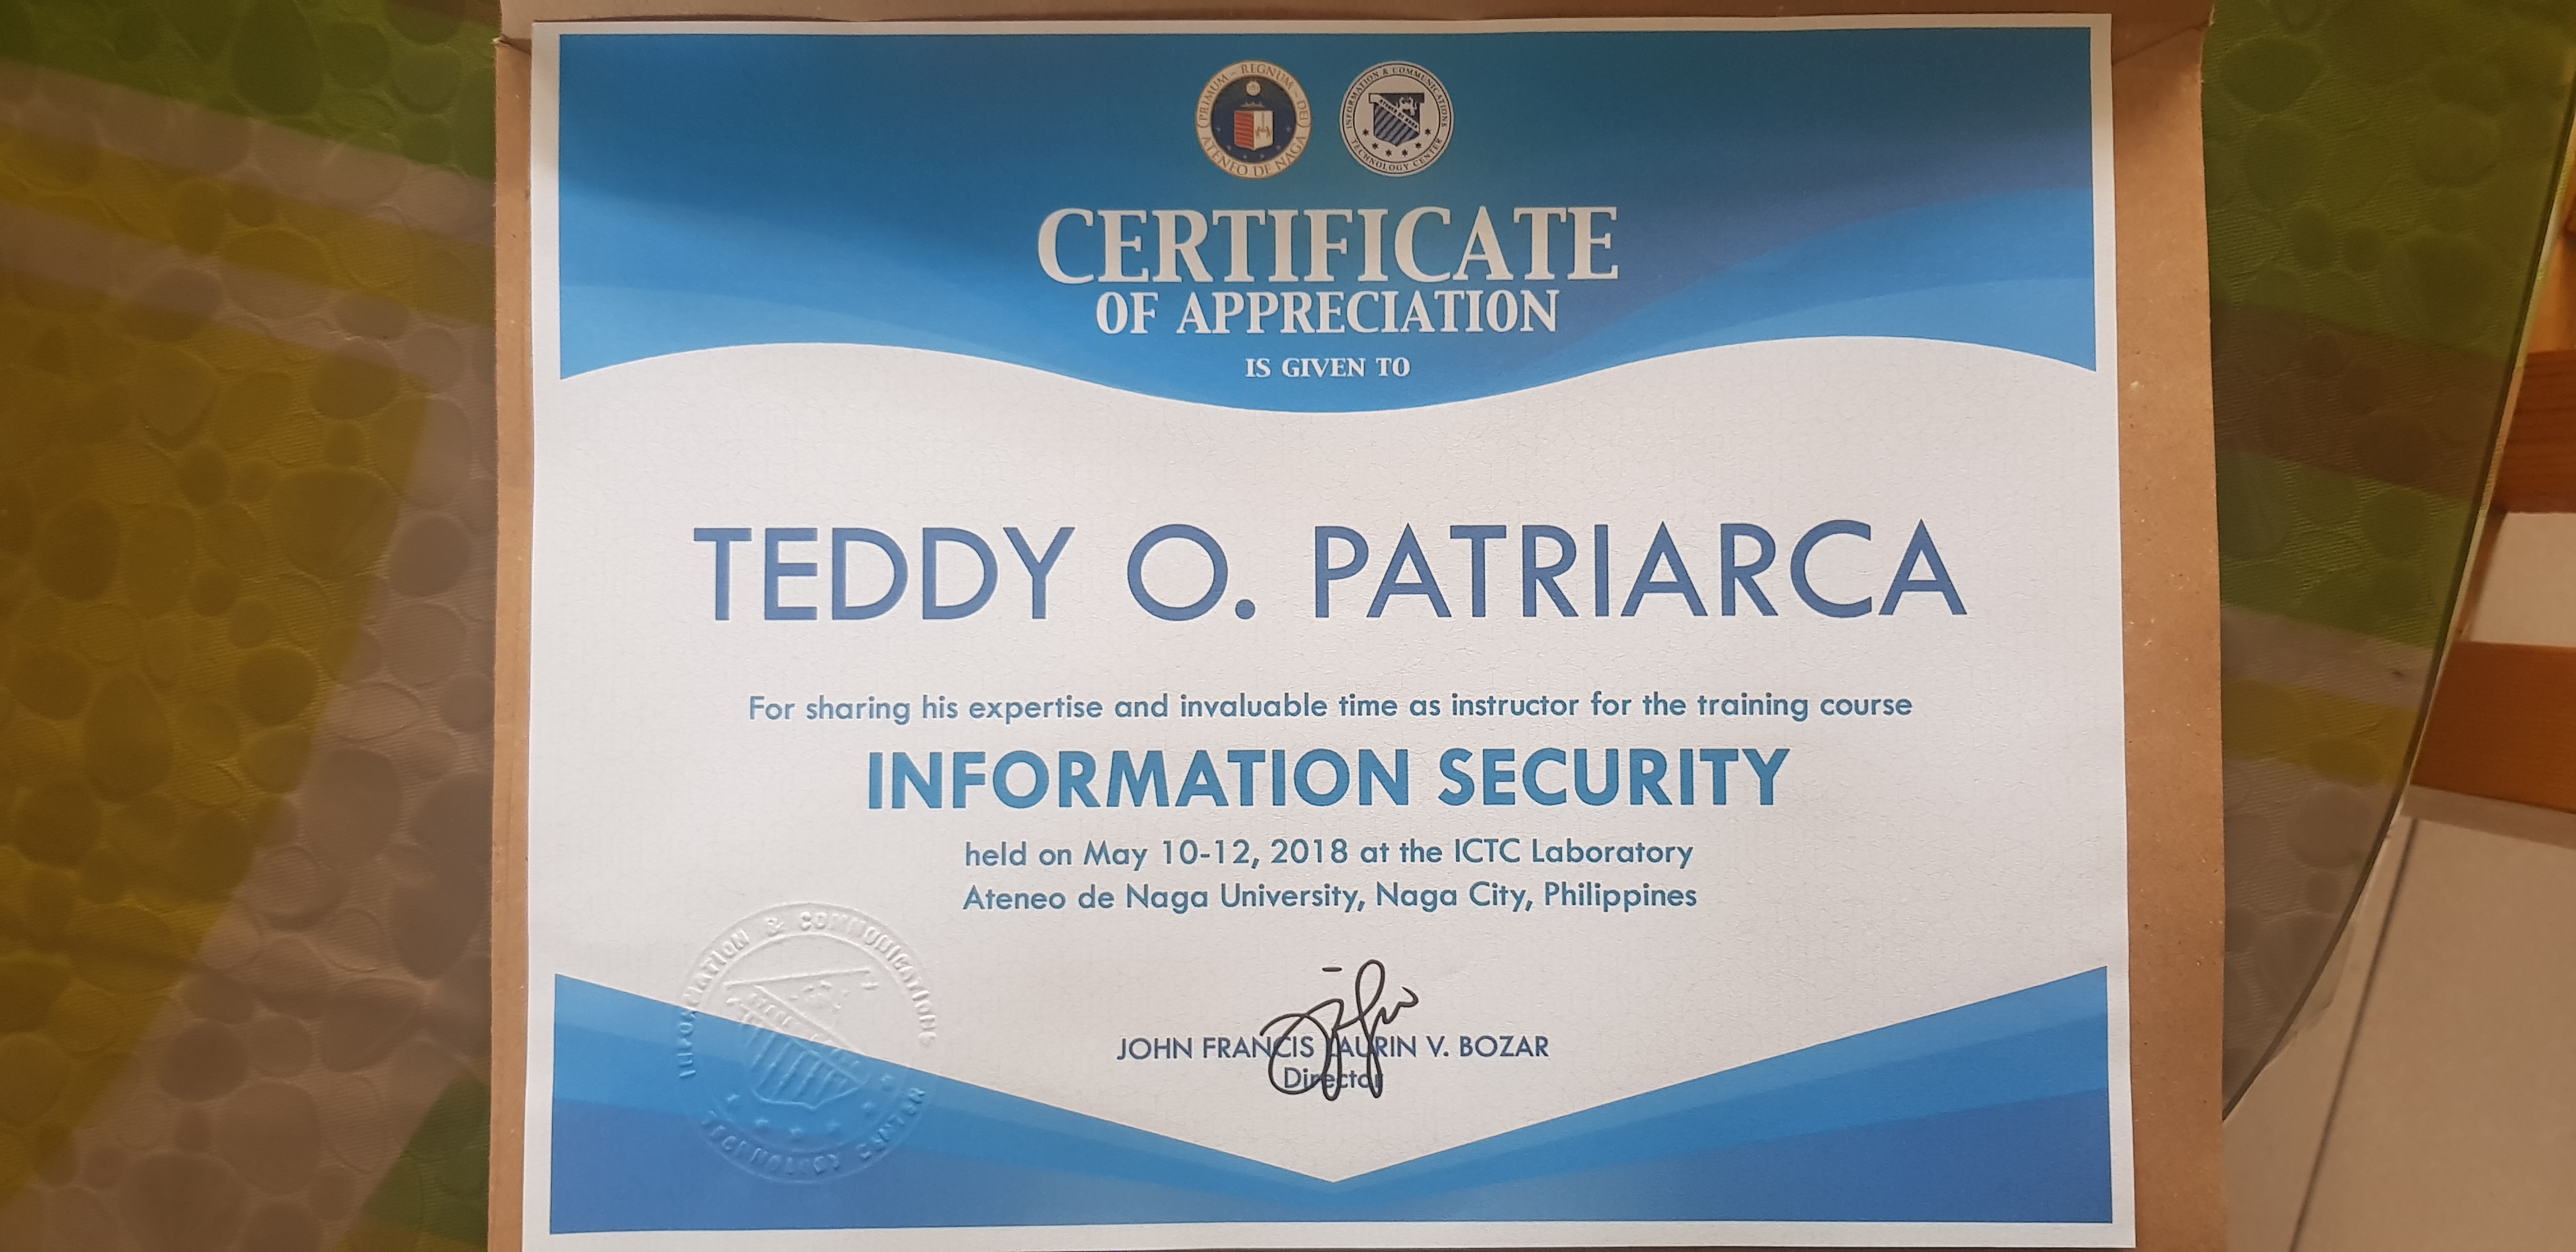 PRIMUM - REGNUM - DEI
ATENEO DE NAGA
INFORMATION & COMMUNICATIONS
TECHNOLOGY CENTER
CERTIFICATE
OF APPRECIATION
IS GIVEN TO
TEDDY O. PATRIARCA
For sharing his expertise and invaluable time as instructor for the training course
INFORMATION SECURITY
held on May 10-12, 2018 at the ICTC Laboratory
Ateneo de Naga University, Naga City, Philippines
JOHN FRANCIS LAURIN V. BOZAR
Director
INFORMATION & COMMUNICATIONS
TECHNOLOGY CENTER